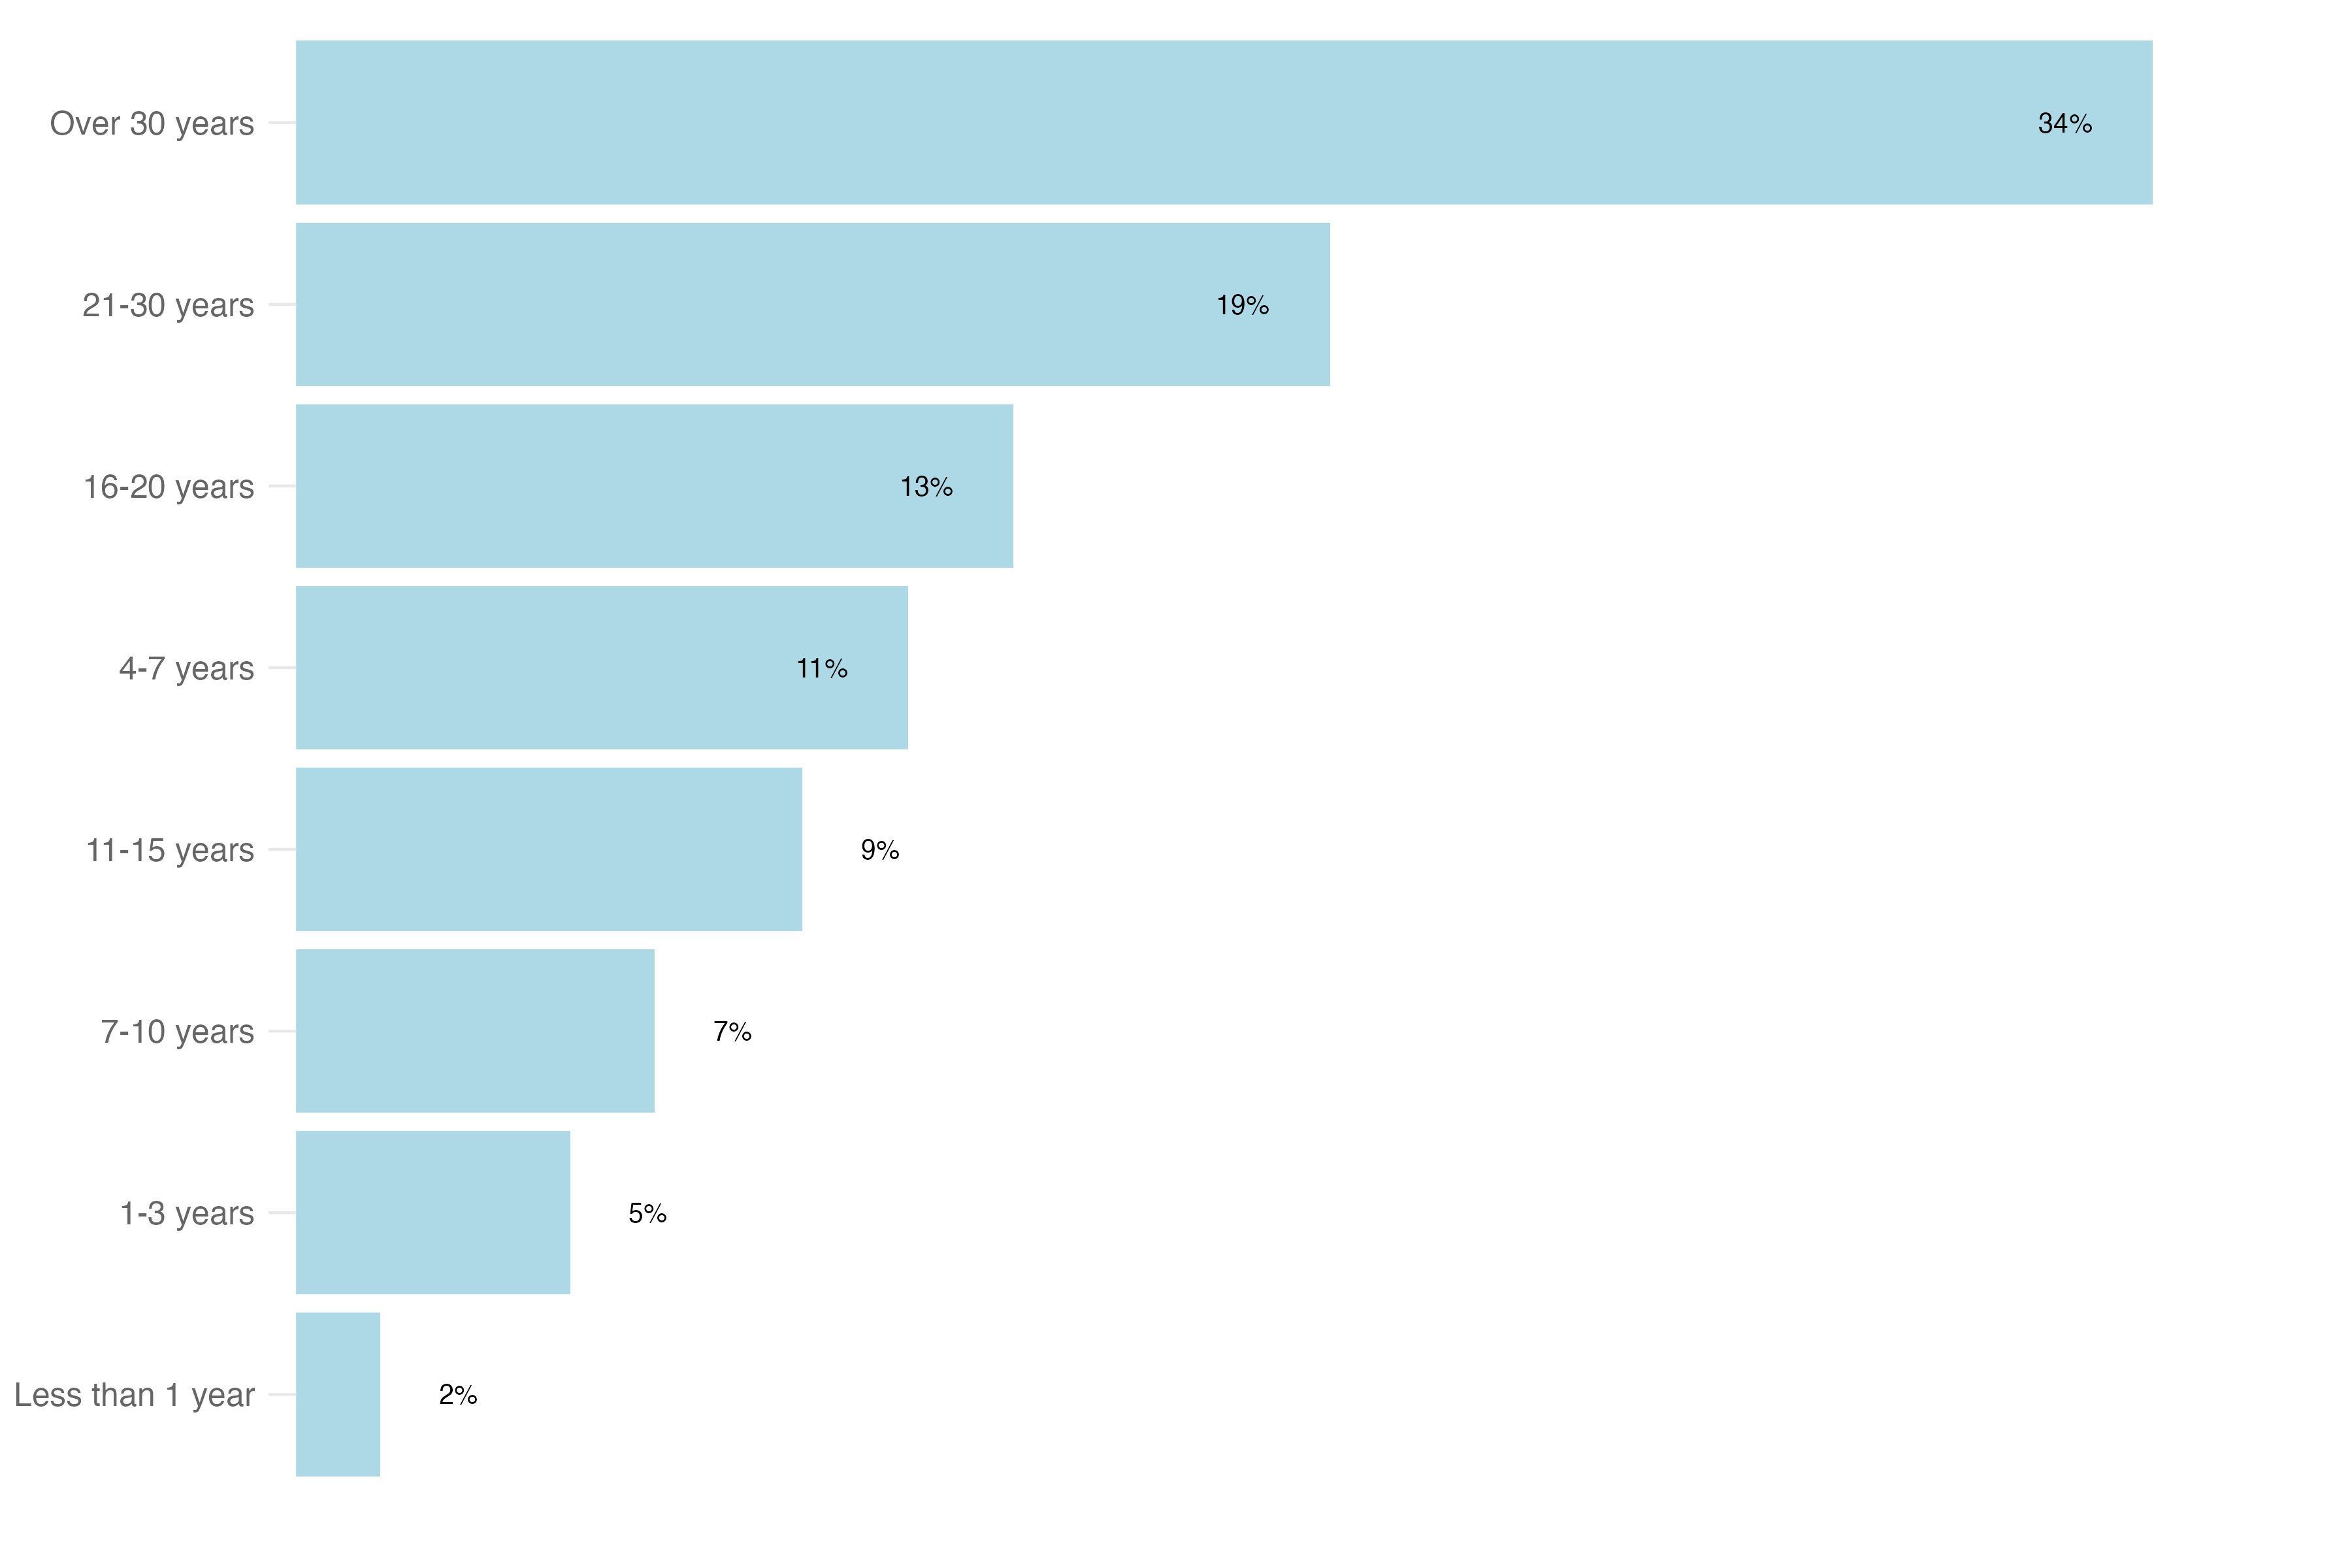 Over 30 years 34%
21-30 years 19%
16-20 years 13%
4-7 years 11%
11-15 years 9%
7-10 years 7%
1-3 years 5%
Less than 1 year 2%